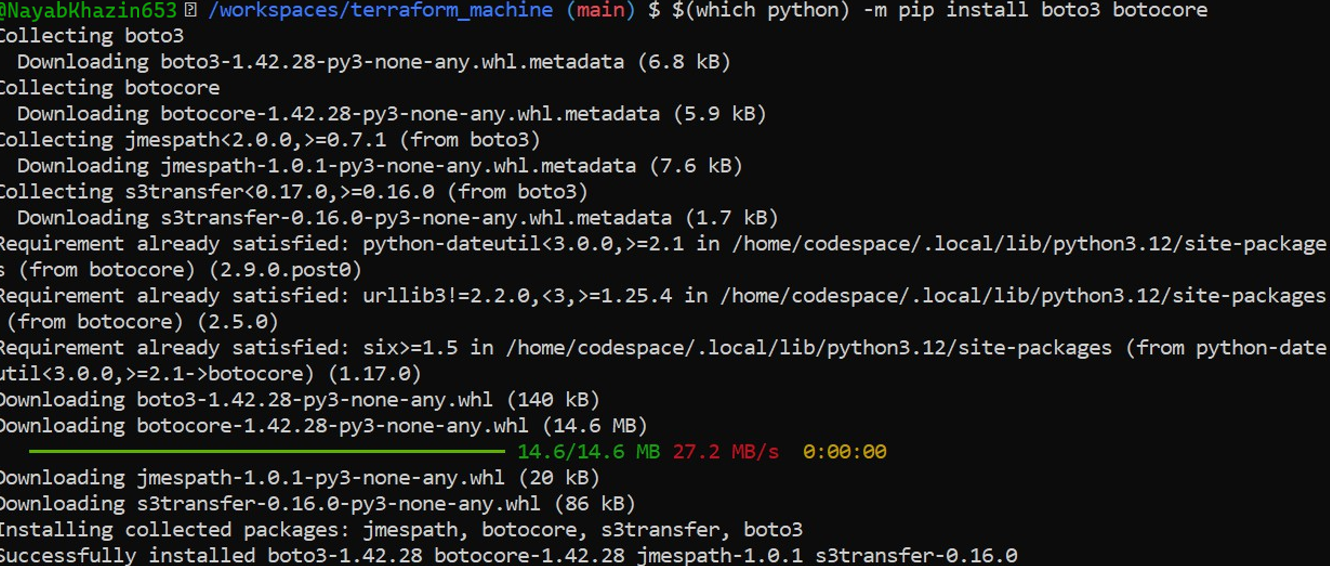 @NayabKhazin653 /workspaces/terraform_machine (main) $ $(which python) -m pip install boto3 botocore
Collecting boto3
  Downloading boto3-1.42.28-py3-none-any.whl.metadata (6.8 kB)
Collecting botocore
  Downloading botocore-1.42.28-py3-none-any.whl.metadata (5.9 kB)
Collecting jmespath<2.0.0,>=0.7.1 (from boto3)
  Downloading jmespath-1.0.1-py3-none-any.whl.metadata (7.6 kB)
Collecting s3transfer<0.17.0,>=0.16.0 (from boto3)
  Downloading s3transfer-0.16.0-py3-none-any.whl.metadata (1.7 kB)
Requirement already satisfied: python-dateutil<3.0.0,>=2.1 in /home/codespace/.local/lib/python3.12/site-package
s (from botocore) (2.9.0.post0)
Requirement already satisfied: urllib3!=2.2.0,<3,>=1.25.4 in /home/codespace/.local/lib/python3.12/site-packages
 (from botocore) (2.5.0)
Requirement already satisfied: six>=1.5 in /home/codespace/.local/lib/python3.12/site-packages (from python-date
util<3.0.0,>=2.1->botocore) (1.17.0)
Downloading boto3-1.42.28-py3-none-any.whl (140 kB)
Downloading botocore-1.42.28-py3-none-any.whl (14.6 MB)
14.6/14.6 MB 27.2 MB/s  0:00:00
Downloading jmespath-1.0.1-py3-none-any.whl (20 kB)
Downloading s3transfer-0.16.0-py3-none-any.whl (86 kB)
Installing collected packages: jmespath, botocore, s3transfer, boto3
Successfully installed boto3-1.42.28 botocore-1.42.28 jmespath-1.0.1 s3transfer-0.16.0